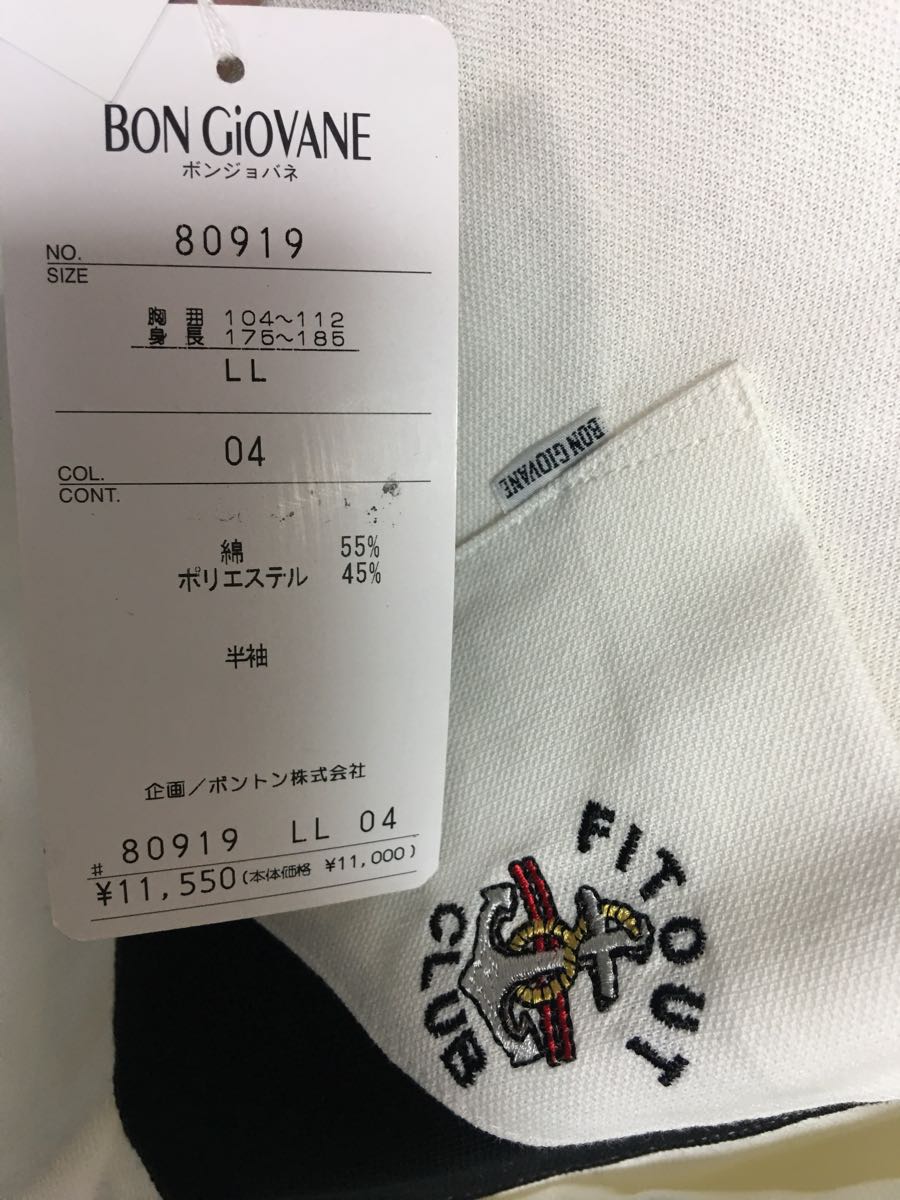 BON GiOVANE
ボンジョバネ
NO. 80919
SIZE
胸 囲 104〜112
身 長 175〜185
LL
COL. 04
CONT.
綿 55%
ポリエステル 45%
半袖
企画/ボントン株式会社
# 80919 LL 04
¥11,550(本体価格 ¥11,000)
BON GIOVANE
FIT OUT
CLUB